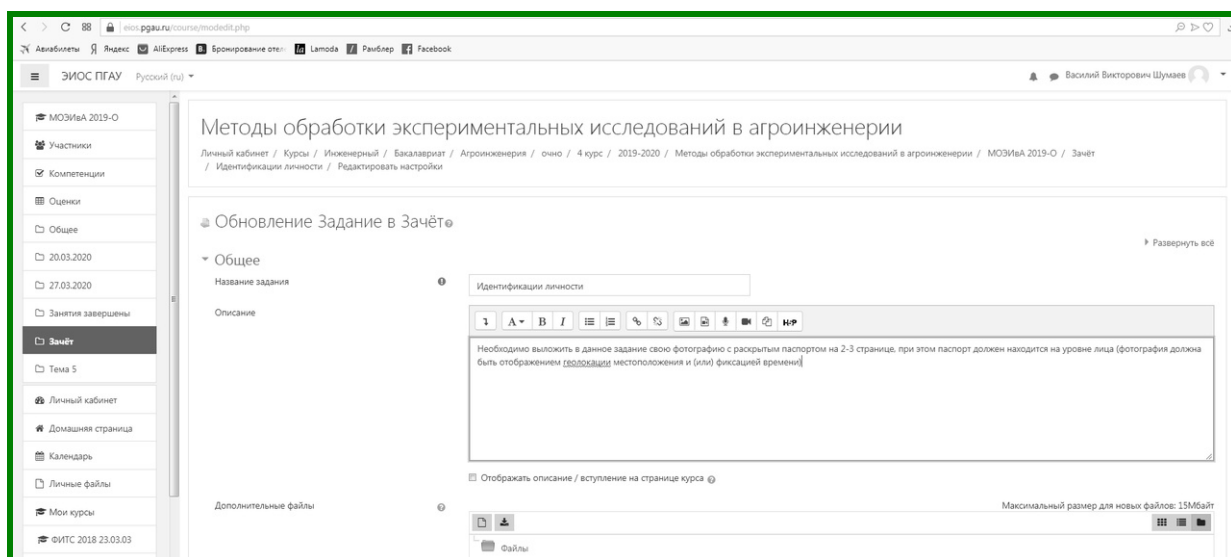 eios.pgau.ru/course/modedit.php
Авиабилеты Яндекс AliExpress Бронирование отел Lamoda Рамблер Facebook
ЭИОС ПГАУ Русский (ru)
Василий Викторович Шумаев
МОЭИвА 2019-О
Участники
Компетенции
Оценки
Общее
20.03.2020
27.03.2020
Занятия завершены
Зачёт
Тема 5
Личный кабинет
Домашняя страница
Календарь
Личные файлы
Мои курсы
ФИТС 2018 23.03.03
Методы обработки экспериментальных исследований в агроинженерии
Личный кабинет / Курсы / Инженерный / Бакалавриат / Агроинженерия / очно / 4 курс / 2019-2020 / Методы обработки экспериментальных исследований в агроинженерии / МОЭИвА 2019-О / Зачёт
/ Идентификации личности / Редактировать настройки
Обновление Задание в Зачёт
Развернуть всё
Общее
Название задания
Идентификации личности
Описание
A B I H-P
Необходимо выложить в данное задание свою фотографию с раскрытым паспортом на 2-3 странице, при этом паспорт должен находится на уровне лица (фотография должна
быть отображением геолокации местоположения и (или) фиксацией времени)
Отображать описание / вступление на странице курса
Дополнительные файлы
Максимальный размер для новых файлов: 15Мбайт
Файлы